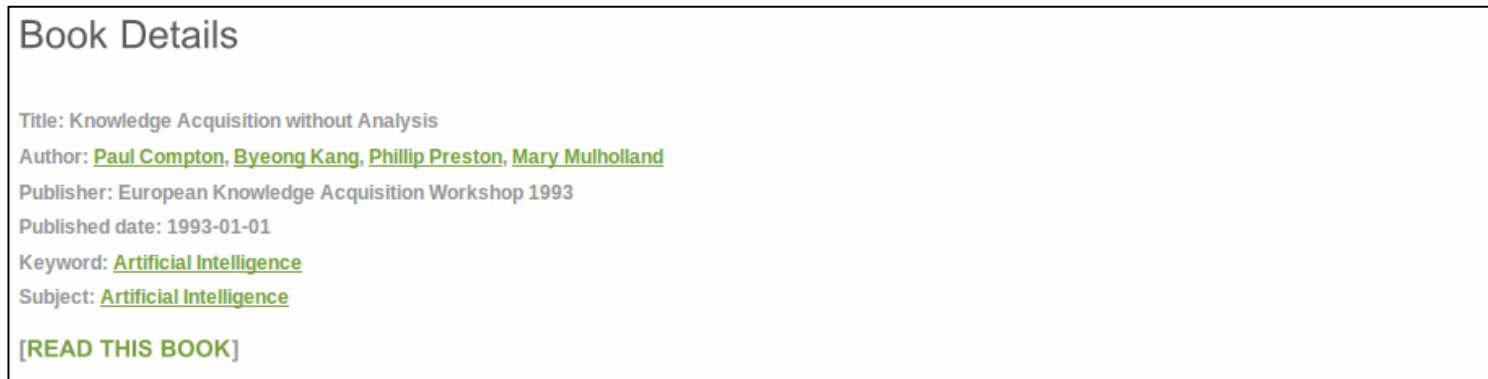 Book Details
Title: Knowledge Acquisition without Analysis
Author: Paul Compton, Byeong Kang, Phillip Preston, Mary Mulholland
Publisher: European Knowledge Acquisition Workshop 1993
Published date: 1993-01-01
Keyword: Artificial Intelligence
Subject: Artificial Intelligence
[READ THIS BOOK]